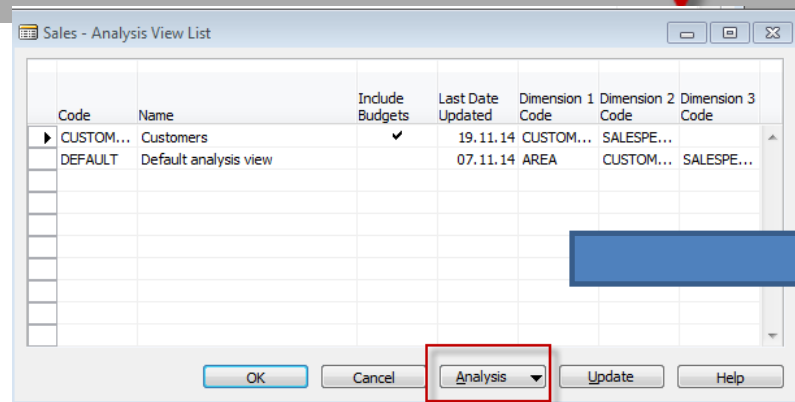 Sales - Analysis View List
Code Name Include Budgets Last Date Updated Dimension 1 Code Dimension 2 Code Dimension 3 Code
CUSTOM... Customers ✔ 19.11.14 CUSTOM... SALESPE...
DEFAULT Default analysis view 07.11.14 AREA CUSTOM... SALESPE...
OK Cancel Analysis Update Help